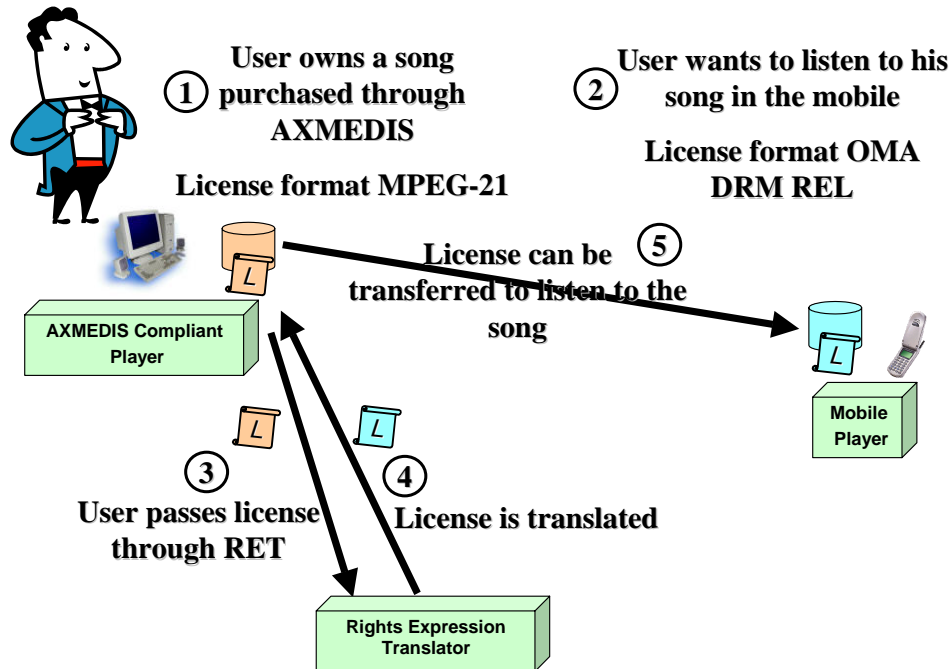 1
User owns a song
purchased through
AXMEDIS
License format MPEG-21
2
User wants to listen to his
song in the mobile
License format OMA
DRM REL
L
AXMEDIS Compliant
Player
5
License can be
transferred to listen to the
song
L
Mobile
Player
L
3
User passes license
through RET
L
4
License is translated
Rights Expression
Translator